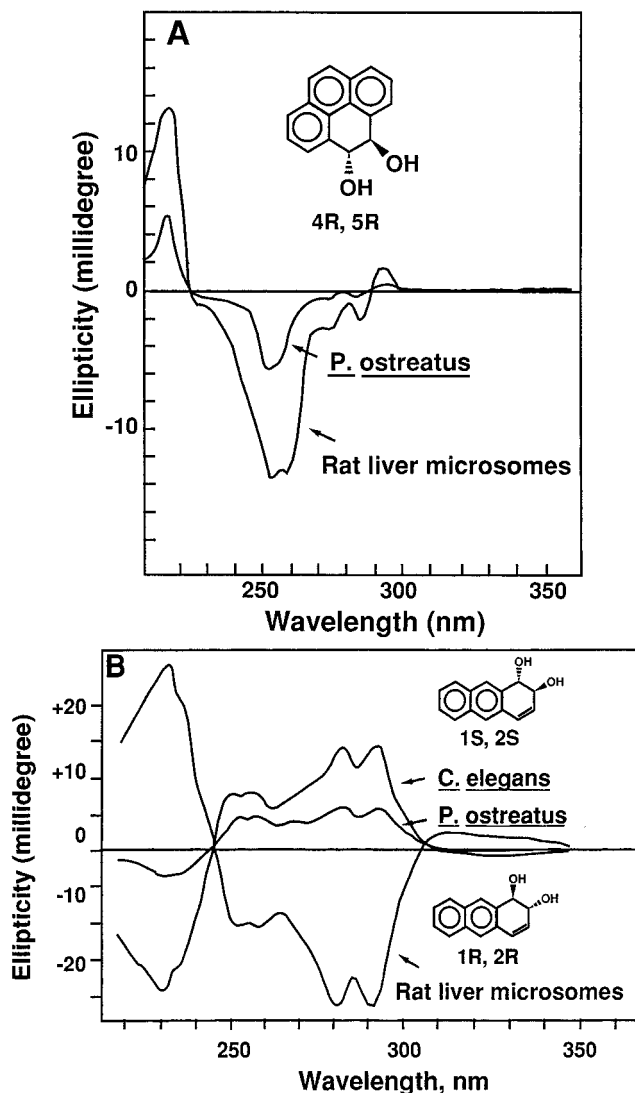 A
Ellipticity (millidegree)
10
0
-10
OH
OH
4R, 5R
P. ostreatus
Rat liver microsomes
250
300
350
Wavelength (nm)
B
Ellipticity (millidegree)
+20
+10
0
-10
-20
OH
OH
1S, 2S
C. elegans
P. ostreatus
OH
OH
1R, 2R
Rat liver microsomes
250
300
350
Wavelength, nm